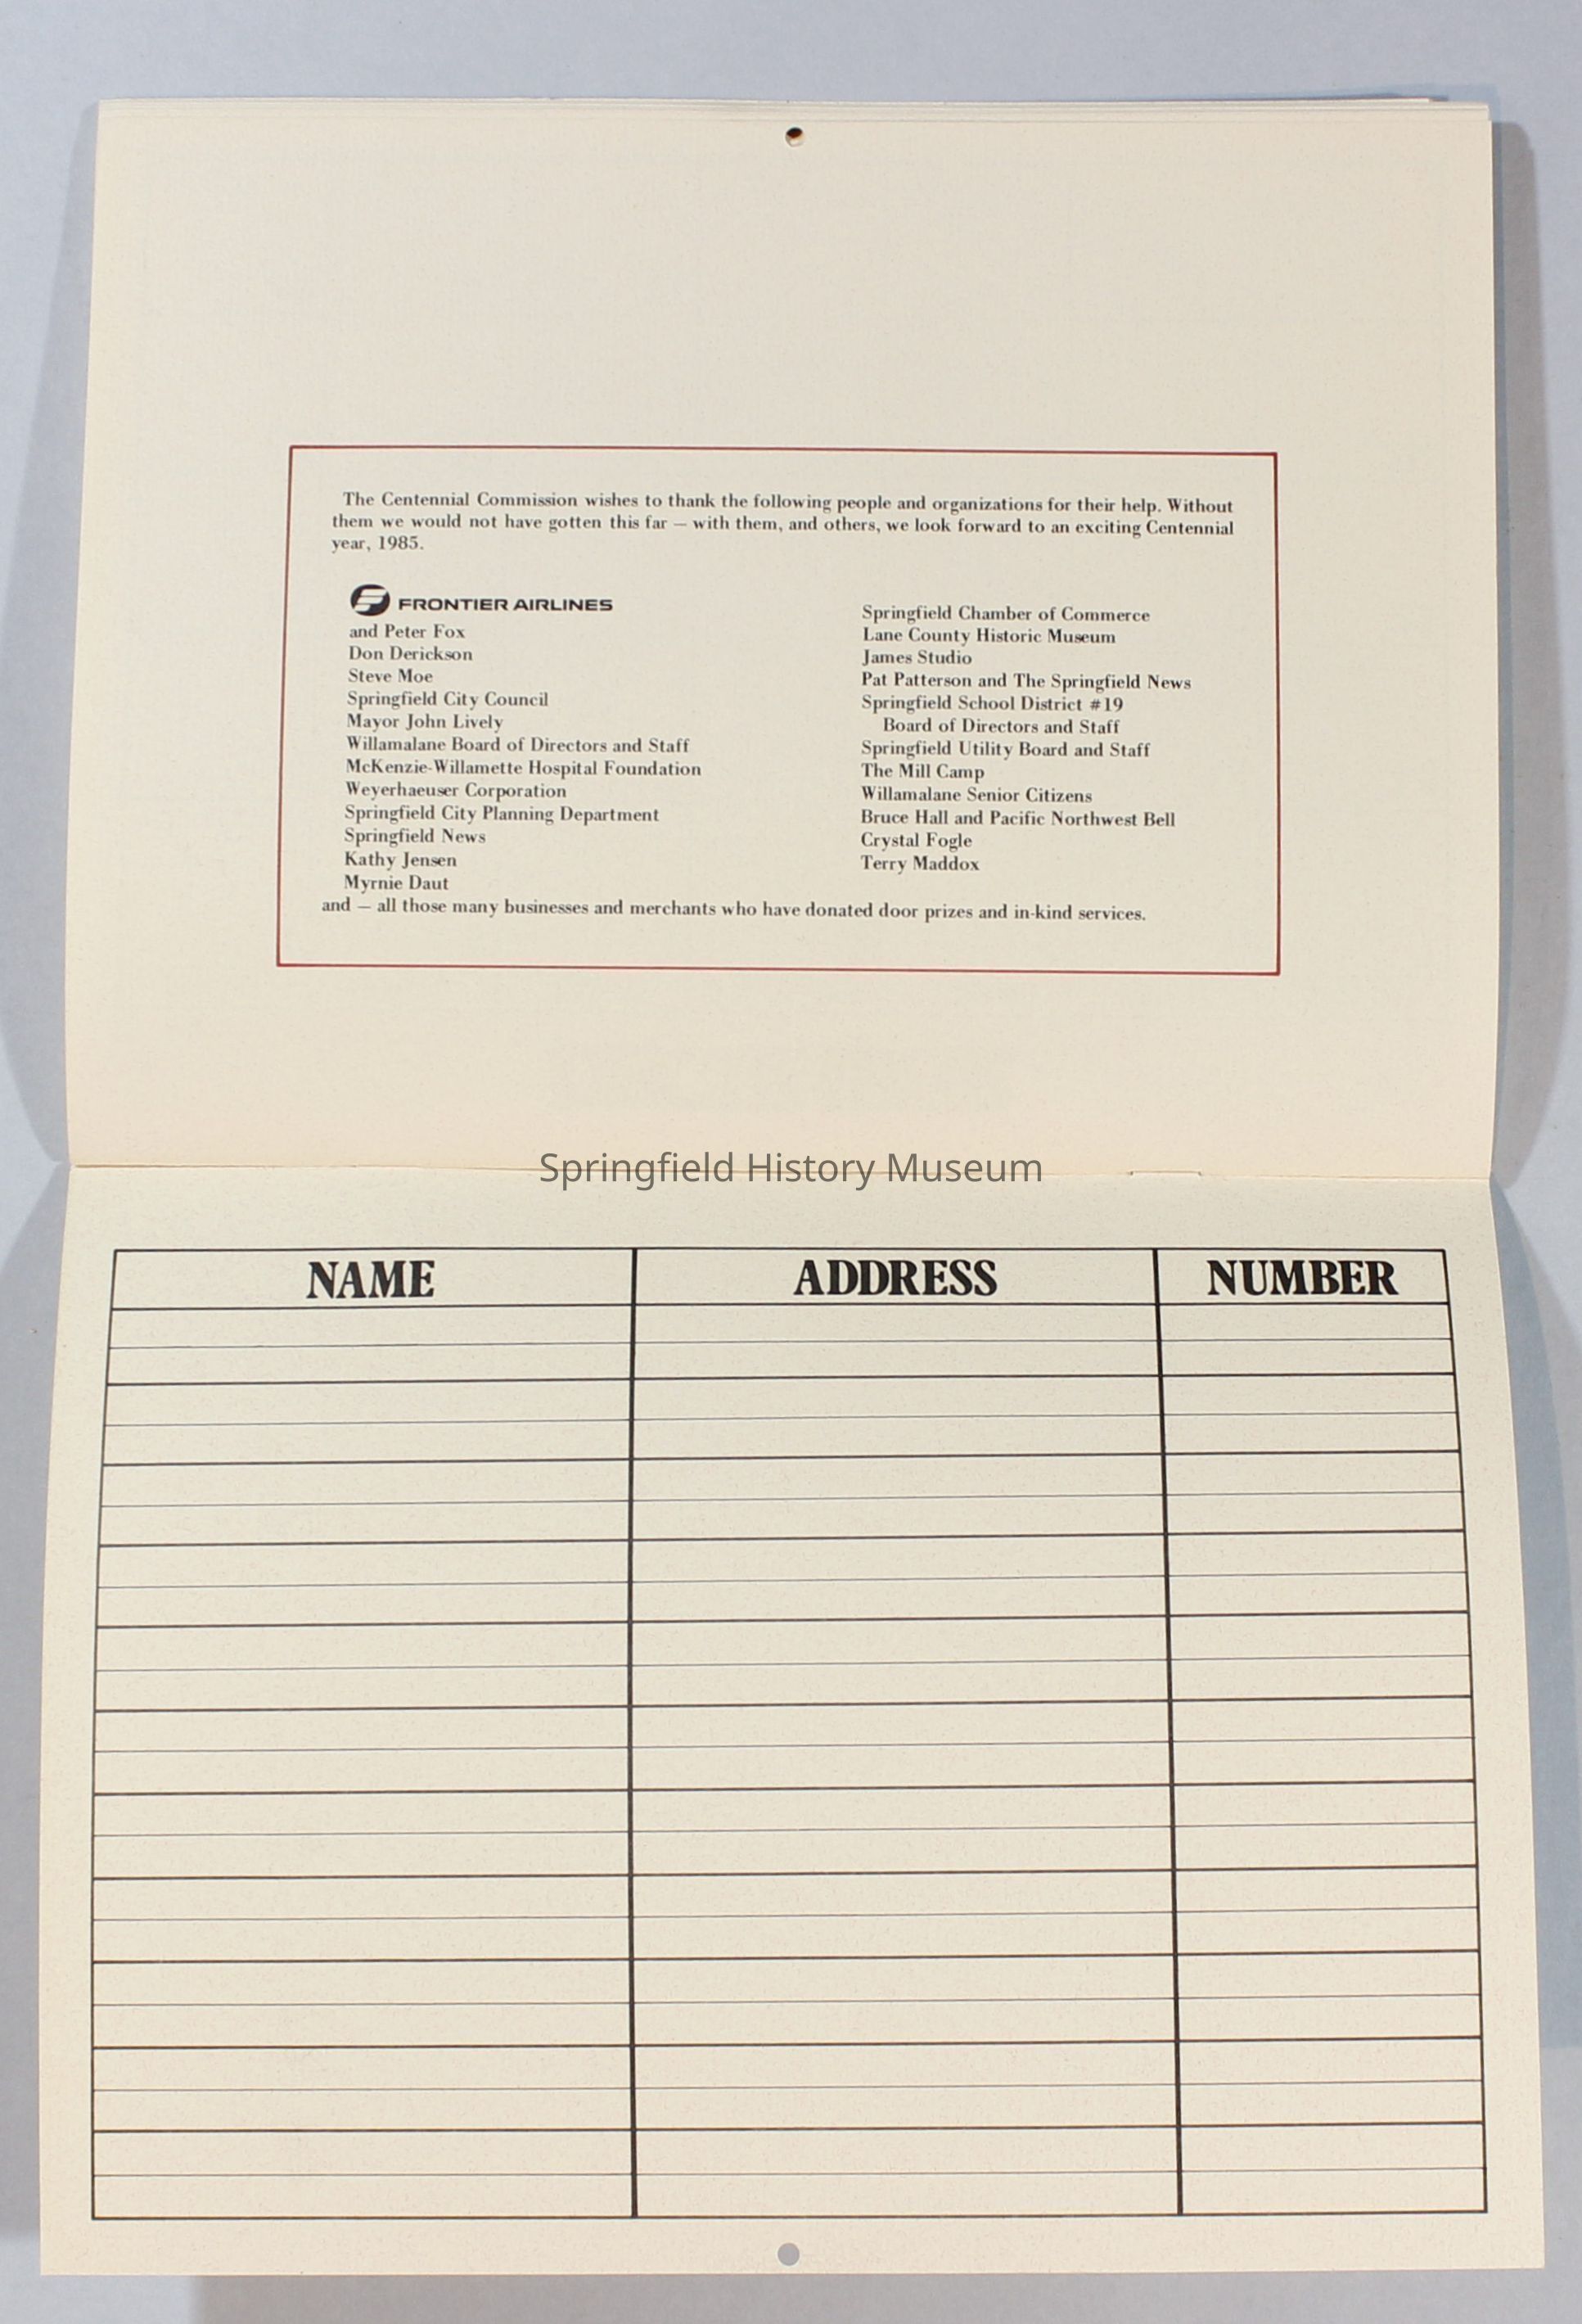 The Centennial Commission wishes to thank the following people and organizations for their help. Without
them we would not have gotten this far — with them, and others, we look forward to an exciting Centennial
year, 1985.
FRONTIER AIRLINES
and Peter Fox
Don Derickson
Steve Moe
Springfield City Council
Mayor John Lively
Willamalane Board of Directors and Staff
McKenzie-Willamette Hospital Foundation
Weyerhaeuser Corporation
Springfield City Planning Department
Springfield News
Kathy Jensen
Myrnie Daut
Springfield Chamber of Commerce
Lane County Historic Museum
James Studio
Pat Patterson and The Springfield News
Springfield School District #19
Board of Directors and Staff
Springfield Utility Board and Staff
The Mill Camp
Willamalane Senior Citizens
Bruce Hall and Pacific Northwest Bell
Crystal Fogle
Terry Maddox
and — all those many businesses and merchants who have donated door prizes and in-kind services.
Springfield History Museum
NAME ADDRESS NUMBER